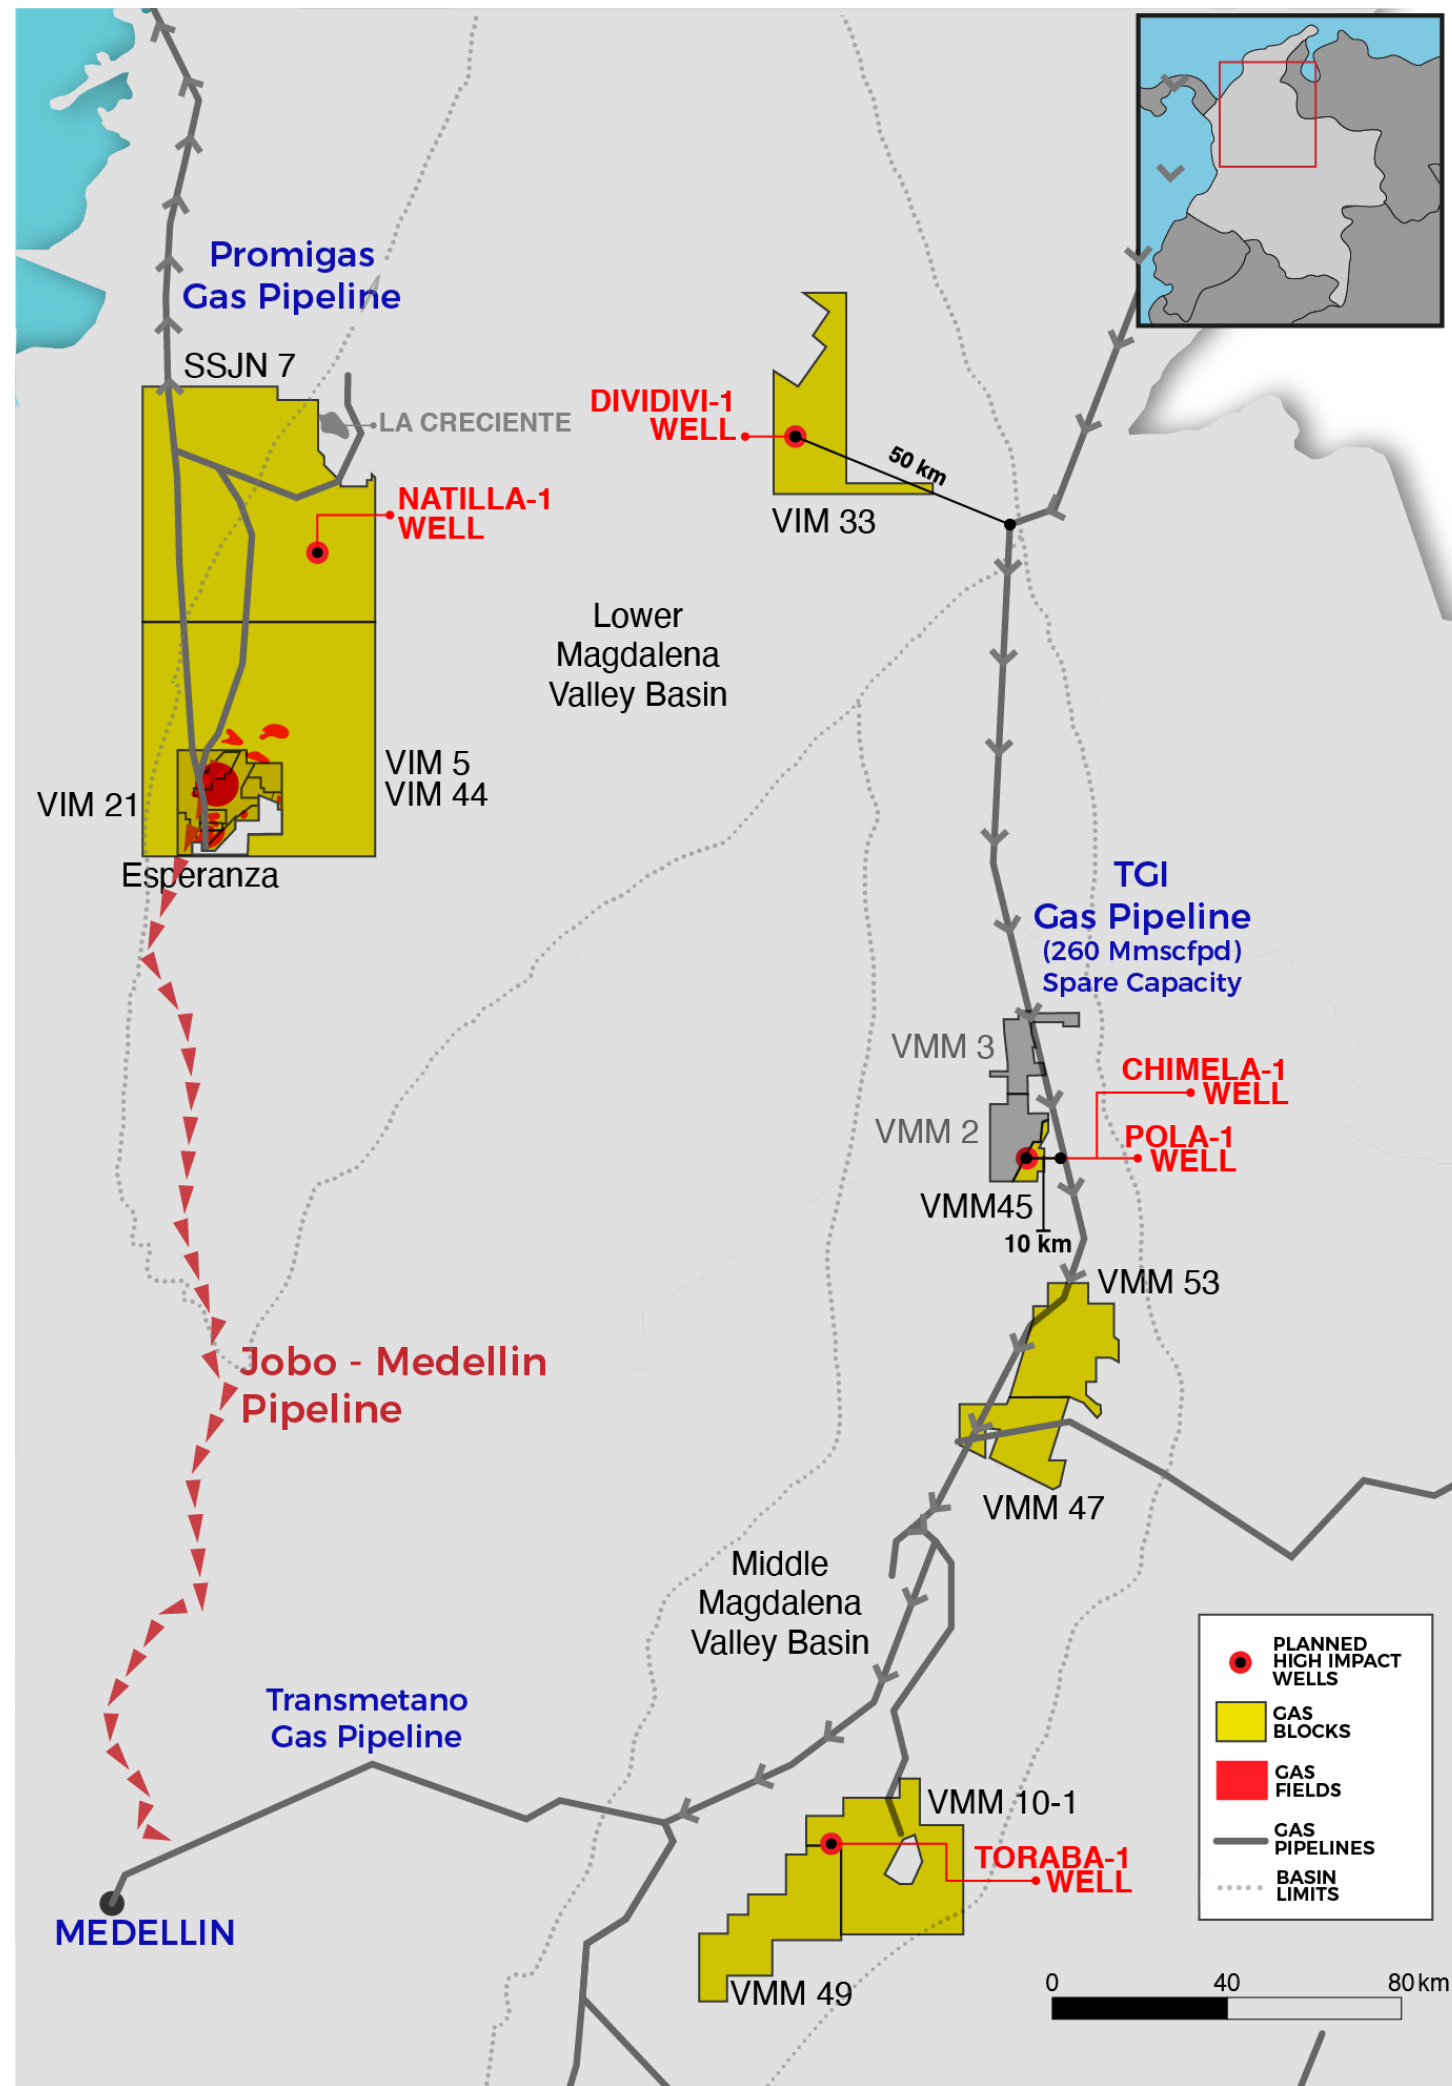 Promigas
Gas Pipeline
SSJN 7
LA CRECIENTE
NATILLA-1
WELL
DIVIDIVI-1
WELL
50 km
VIM 33
Lower
Magdalena
Valley Basin
VIM 5
VIM 44
VIM 21
Esperanza
TGI
Gas Pipeline
(260 Mmscfpd)
Spare Capacity
VMM 3
CHIMELA-1
WELL
VMM 2
POLA-1
WELL
VMM45
10 km
VMM 53
Jobo - Medellin
Pipeline
VMM 47
Middle
Magdalena
Valley Basin
Transmetano
Gas Pipeline
VMM 10-1
TORABA-1
WELL
MEDELLIN
VMM 49
PLANNED
HIGH IMPACT
WELLS
GAS
BLOCKS
GAS
FIELDS
GAS
PIPELINES
BASIN
LIMITS
0 40 80 km